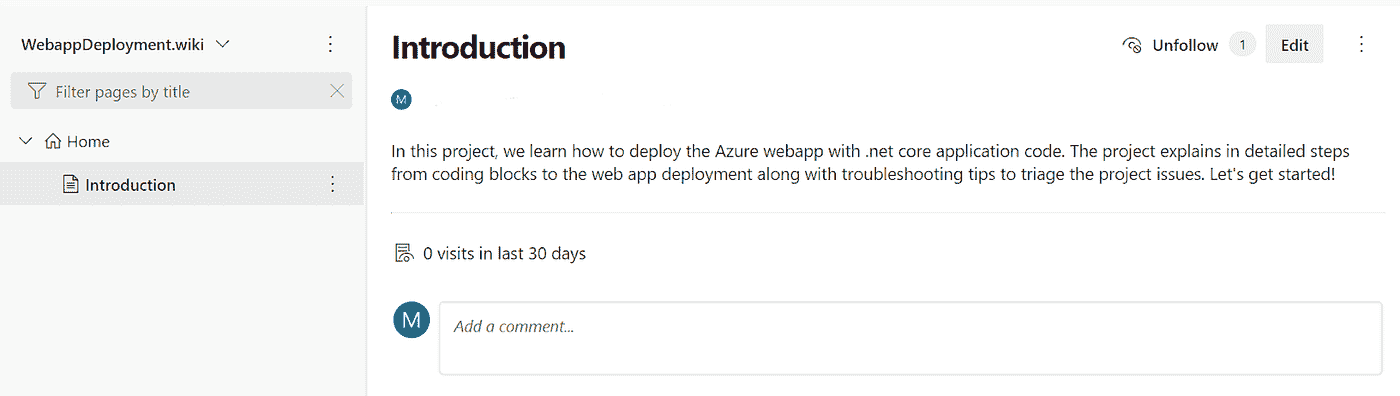 WebappDeployment.wiki
Filter pages by title
Home
Introduction
Introduction
Unfollow 1 Edit
M
In this project, we learn how to deploy the Azure webapp with .net core application code. The project explains in detailed steps
from coding blocks to the web app deployment along with troubleshooting tips to triage the project issues. Let's get started!
0 visits in last 30 days
M
Add a comment...